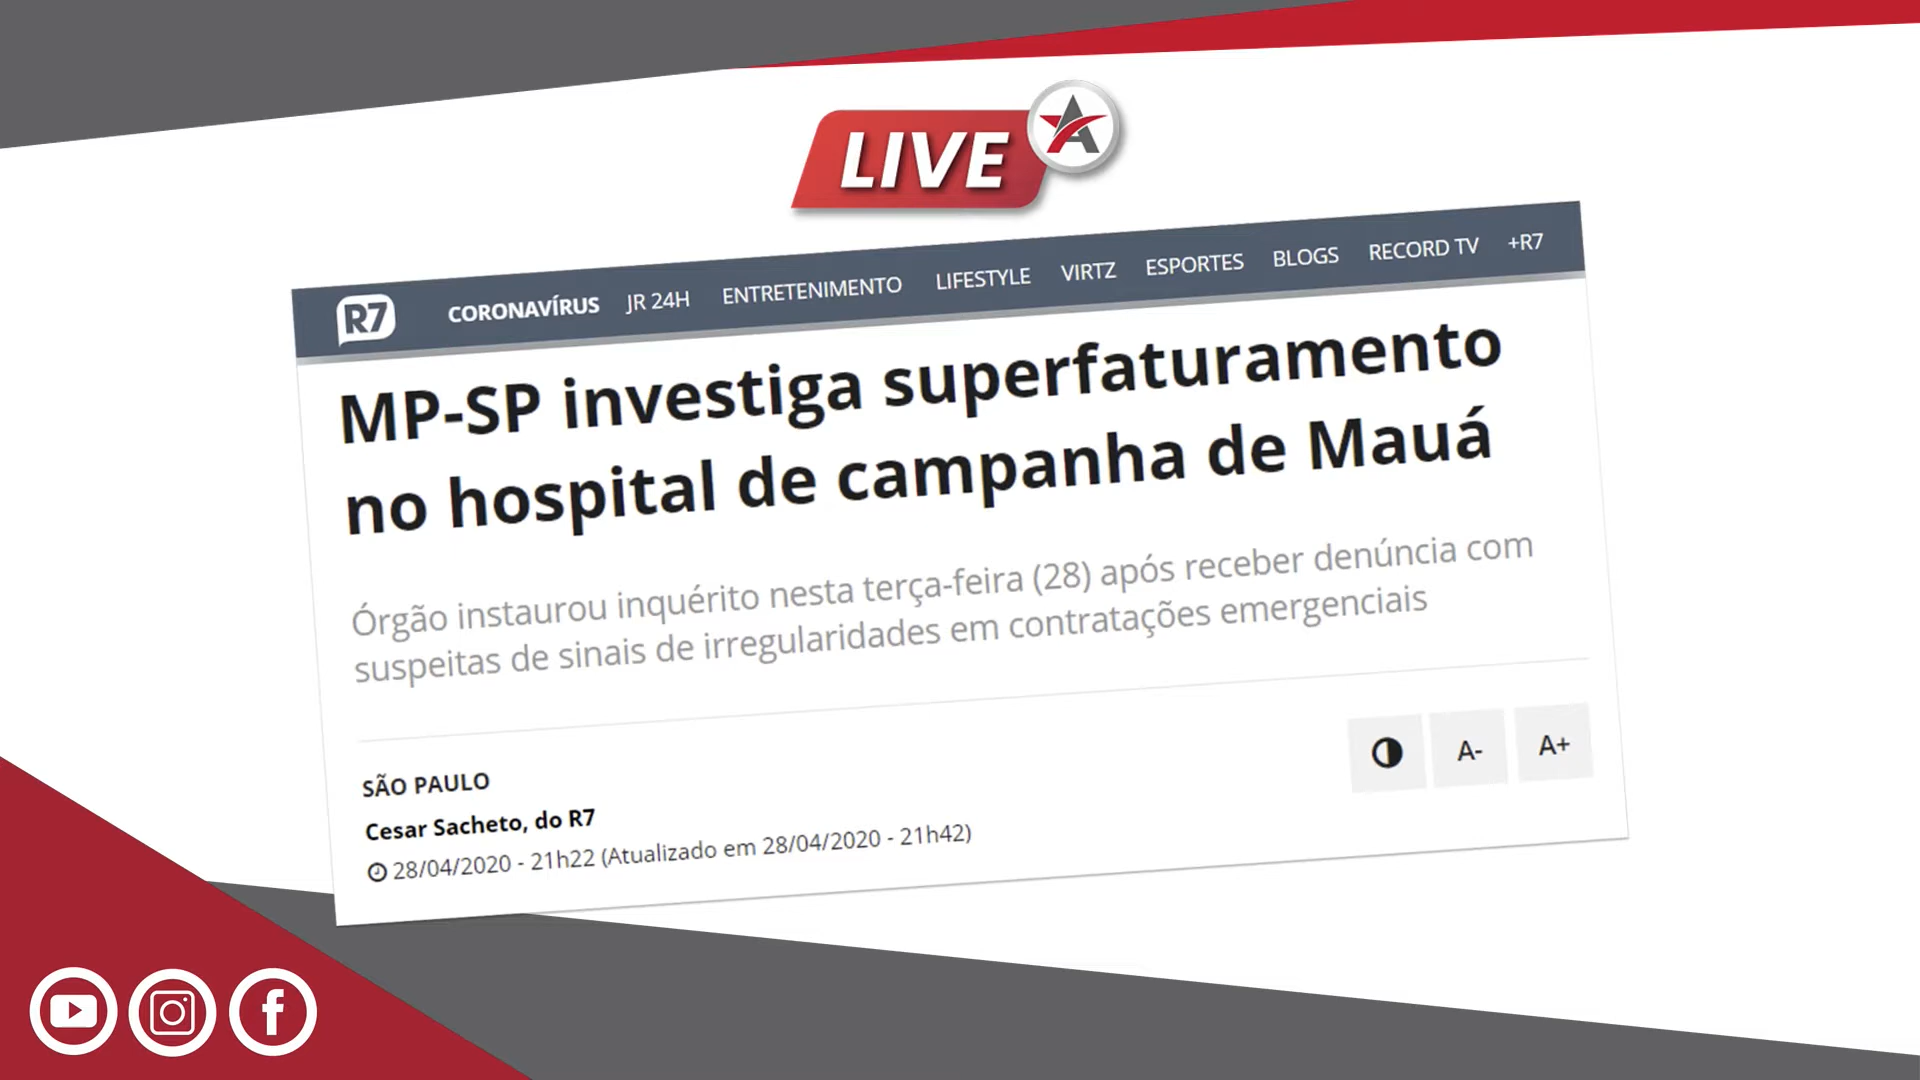 LIVE
R7 CORONAVÍRUS JR 24H ENTRETENIMENTO LIFESTYLE VIRTZ ESPORTES BLOGS RECORD TV +R7
MP-SP investiga superfaturamento
no hospital de campanha de Mauá
Órgão instaurou inquérito nesta terça-feira (28) após receber denúncia com
suspeitas de sinais de irregularidades em contratações emergenciais
A- A+
SÃO PAULO
Cesar Sacheto, do R7
28/04/2020 - 21h22 (Atualizado em 28/04/2020 - 21h42)